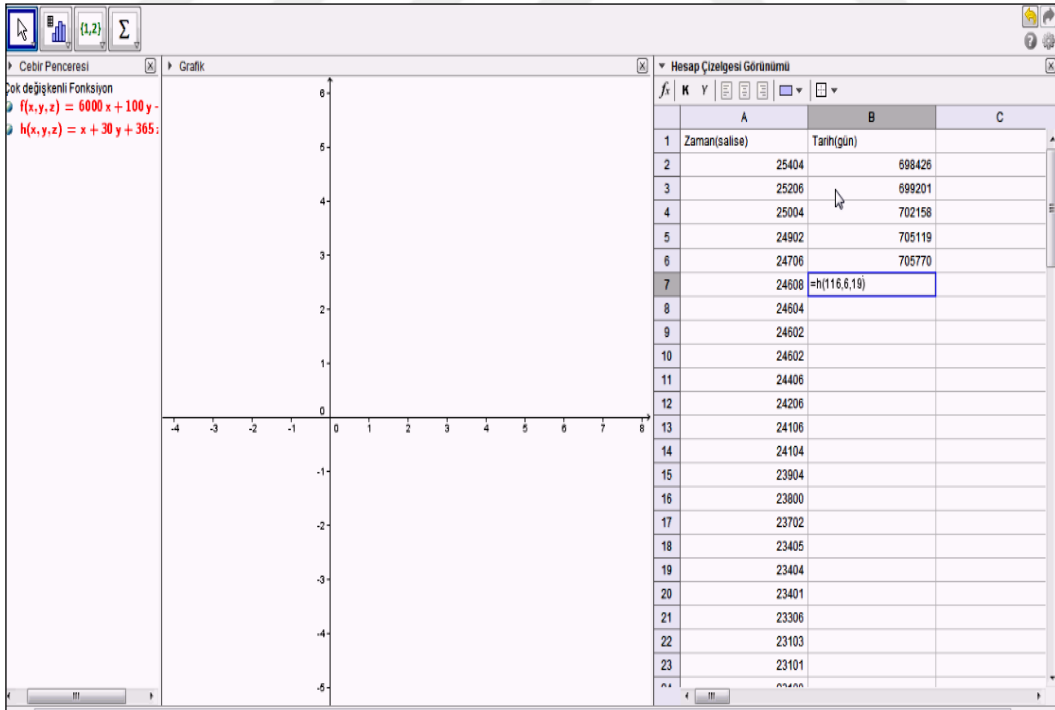 {1,2} Σ
Cebir Penceresi
Grafik
Hesap Çizelgesi Görünümü
Çok değişkenli Fonksiyon
f(x,y,z) = 6000 x + 100 y -
h(x,y,z) = x + 30 y + 365 z
fx K Y
6
5
4
3
2
1
0
-4 -3 -2 -1 0 1 2 3 4 5 6 7 8
-1
-2
-3
-4
-5
A B C
1 Zaman(salise) Tarih(gün)
2 25404 698426
3 25206 699201
4 25004 702158
5 24902 705119
6 24706 705770
7 24608 =h(116,6,19)
8 24604
9 24602
10 24602
11 24406
12 24206
13 24106
14 24104
15 23904
16 23800
17 23702
18 23405
19 23404
20 23401
21 23306
22 23103
23 23101